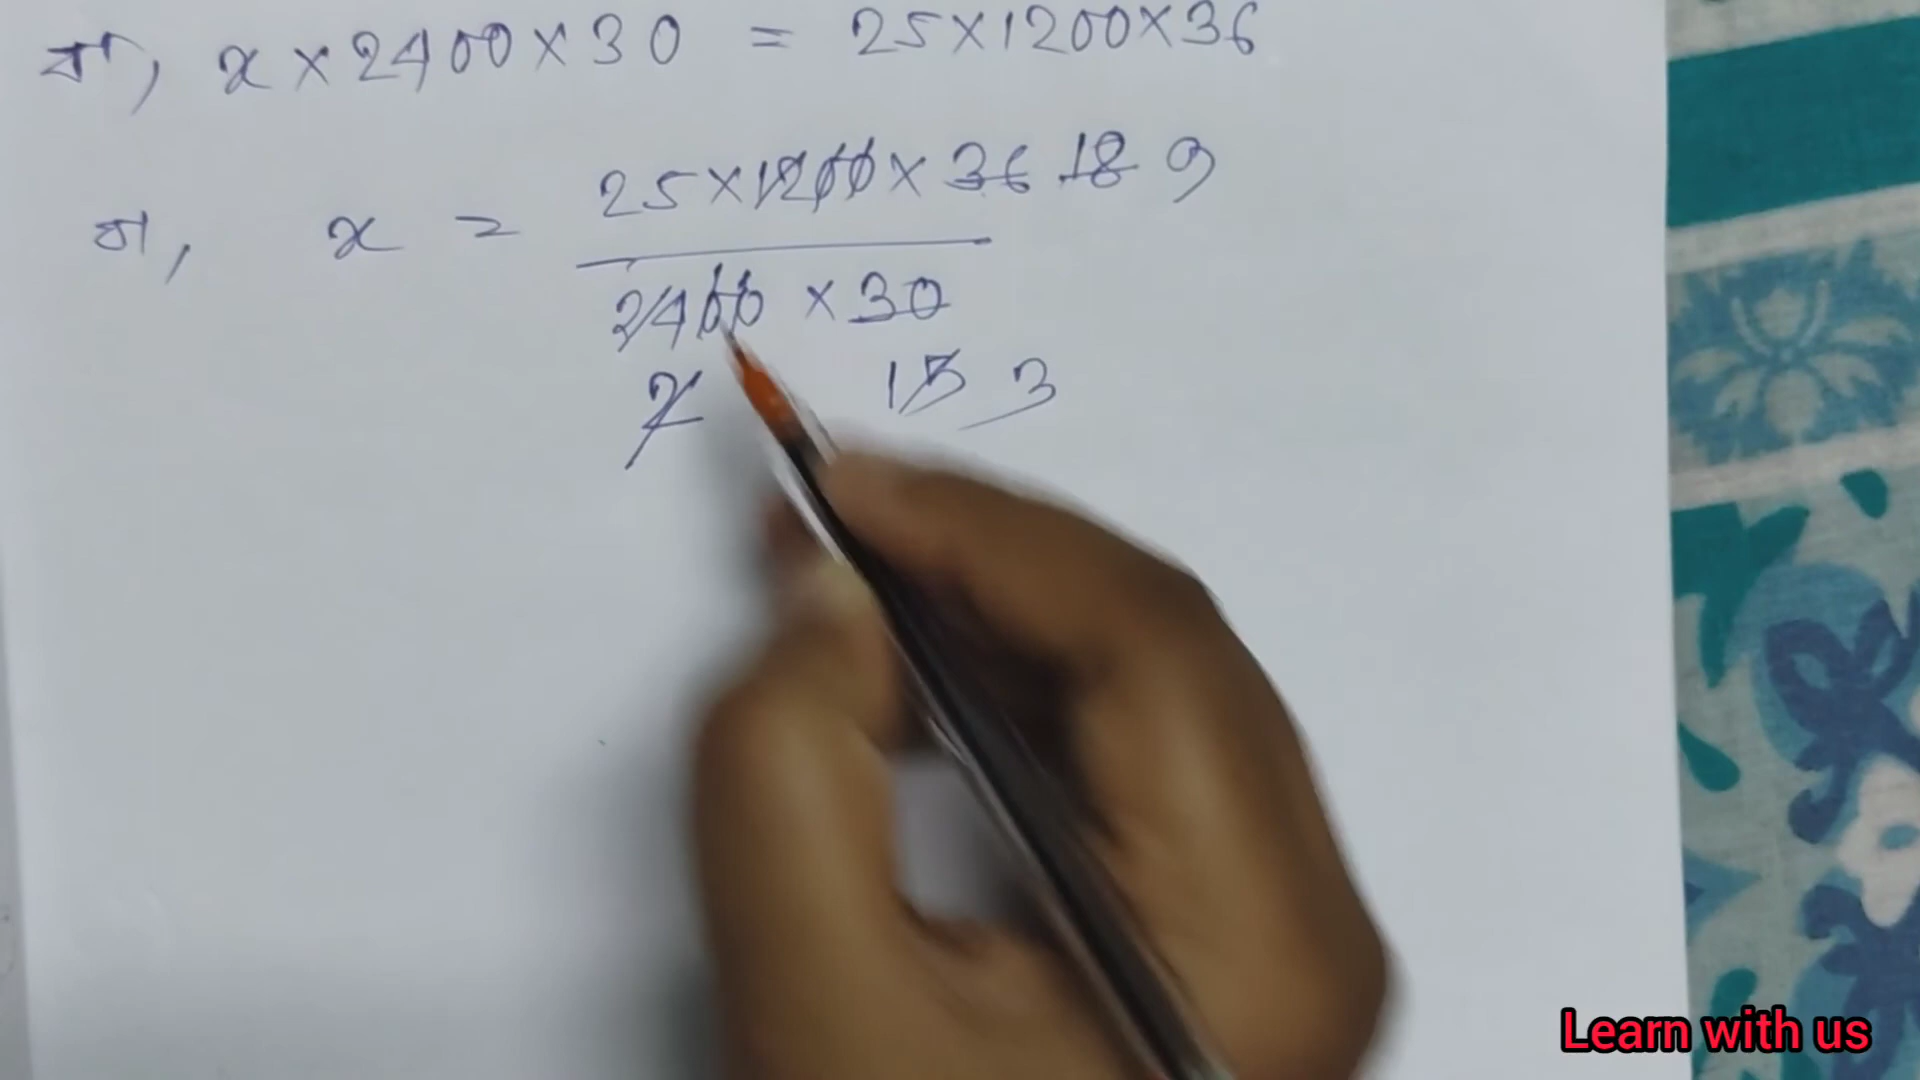 বা, x × 2400 × 30 = 25 × 1200 × 36
বা, x = 25 × 1200 × 36 18 9
2400 × 30
2 15 3
Learn with us